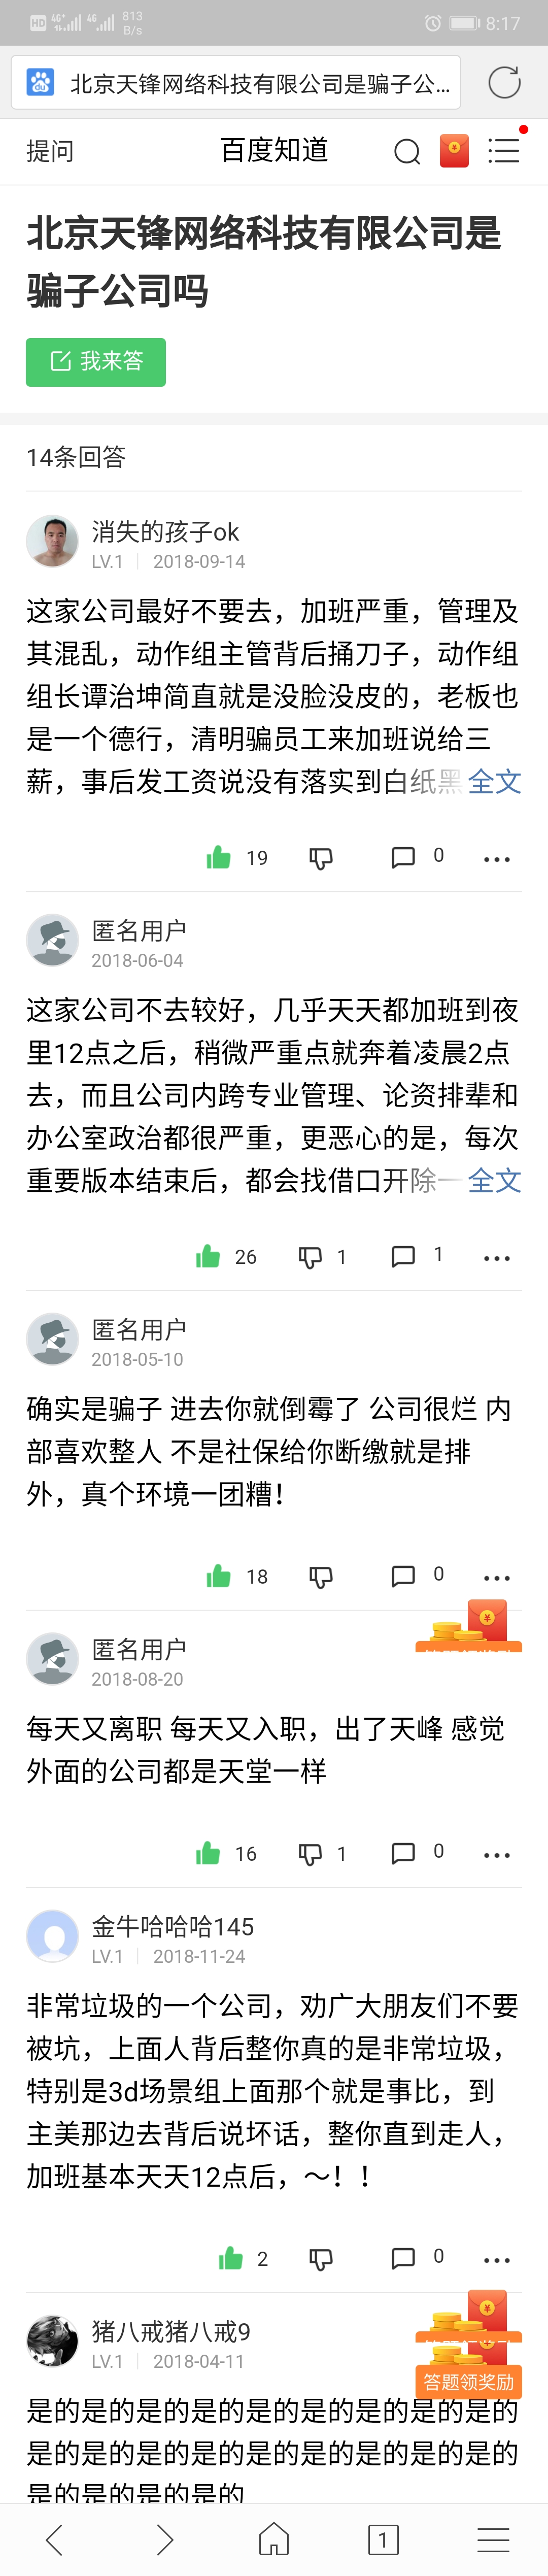 HD 4G+ 4G 813 B/s 8:17
北京天锋网络科技有限公司是骗子公...
提问 百度知道
北京天锋网络科技有限公司是
骗子公司吗
我来答
14条回答
消失的孩子ok
LV.1 2018-09-14
这家公司最好不要去，加班严重，管理及
其混乱，动作组主管背后捅刀子，动作组
组长谭治坤简直就是没脸没皮的，老板也
是一个德行，清明骗员工来加班说给三
薪，事后发工资说没有落实到白纸黑 全文
19 0
匿名用户
2018-06-04
这家公司不去较好，几乎天天都加班到夜
里12点之后，稍微严重点就奔着凌晨2点
去，而且公司内跨专业管理、论资排辈和
办公室政治都很严重，更恶心的是，每次
重要版本结束后，都会找借口开除一 全文
26 1 1
匿名用户
2018-05-10
确实是骗子 进去你就倒霉了 公司很烂 内
部喜欢整人 不是社保给你断缴就是排
外，真个环境一团糟！
18 0
匿名用户
2018-08-20
每天又离职 每天又入职，出了天峰 感觉
外面的公司都是天堂一样
16 1 0
金牛哈哈哈145
LV.1 2018-11-24
非常垃圾的一个公司，劝广大朋友们不要
被坑，上面人背后整你真的是非常垃圾，
特别是3d场景组上面那个就是事比，到
主美那边去背后说坏话，整你直到走人，
加班基本天天12点后，～！！
2 0
猪八戒猪八戒9
LV.1 2018-04-11
答题领奖励
是的是的是的是的是的是的是的是的是的
是的是的是的是的是的是的是的是的是的
是的是的是的是的
1